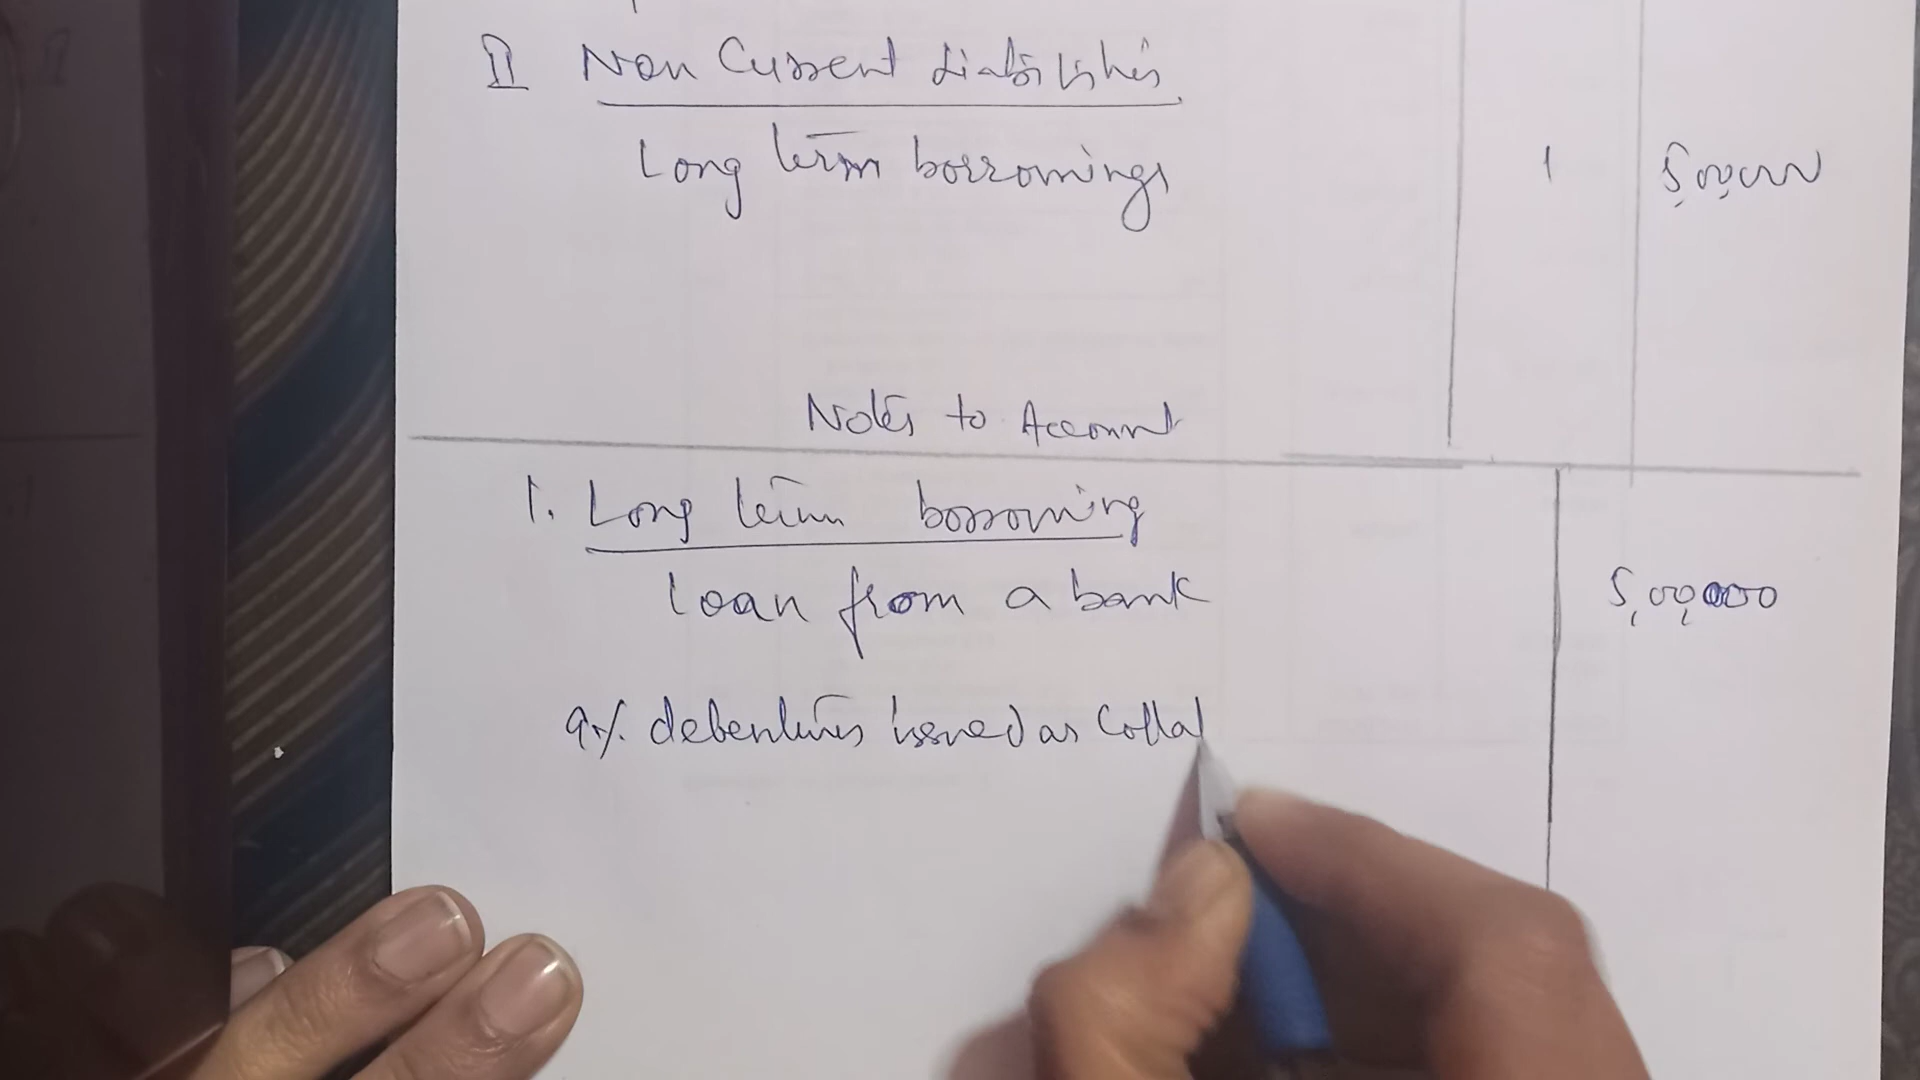 II Non Current Liabilities
Long term borrowings 1 5,00,000
Notes to Account
1. Long term borrowing
Loan from a bank 5,00,000
9% debentures issued as Collat